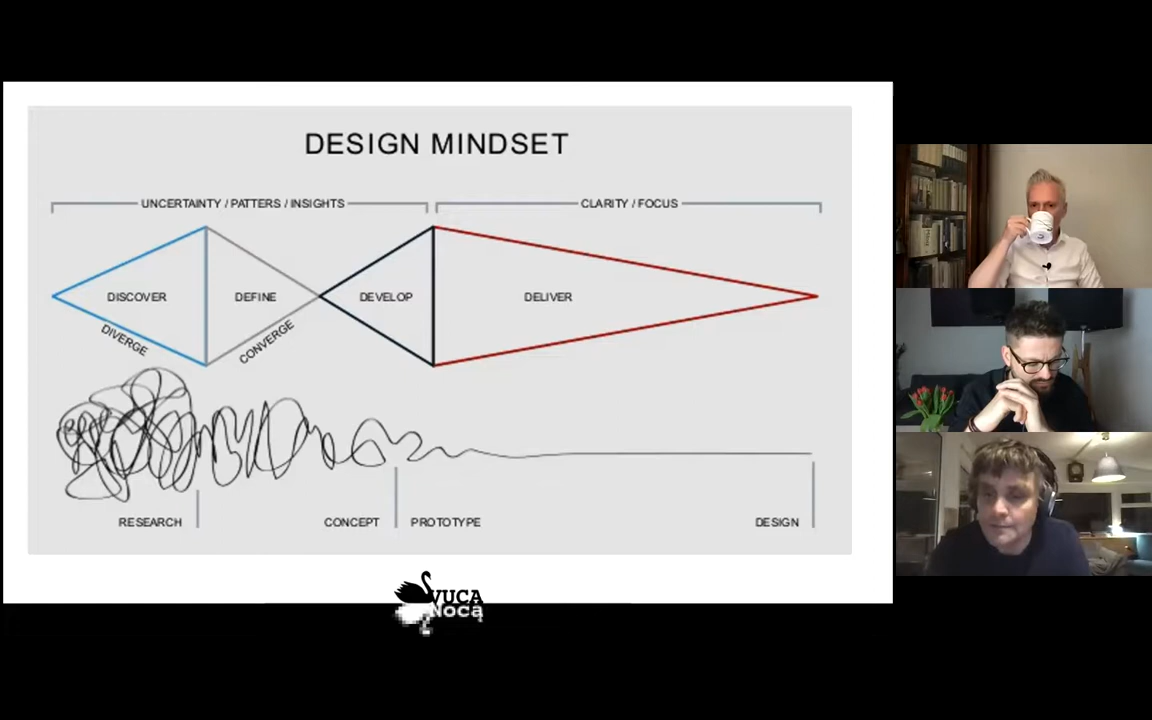 DESIGN MINDSET
UNCERTAINTY / PATTERS / INSIGHTS
CLARITY / FOCUS
DISCOVER
DEFINE
DEVELOP
DELIVER
DIVERGE
CONVERGE
RESEARCH
CONCEPT
PROTOTYPE
DESIGN
VUCA
Nocą